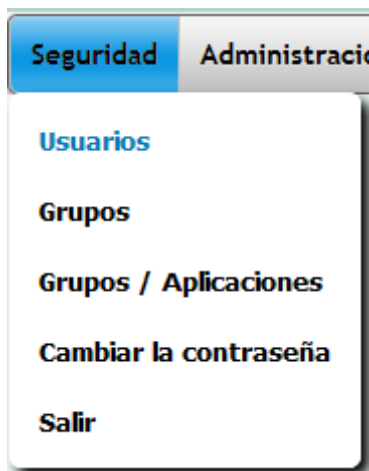 Seguridad Administracio
Usuarios
Grupos
Grupos / Aplicaciones
Cambiar la contraseña
Salir